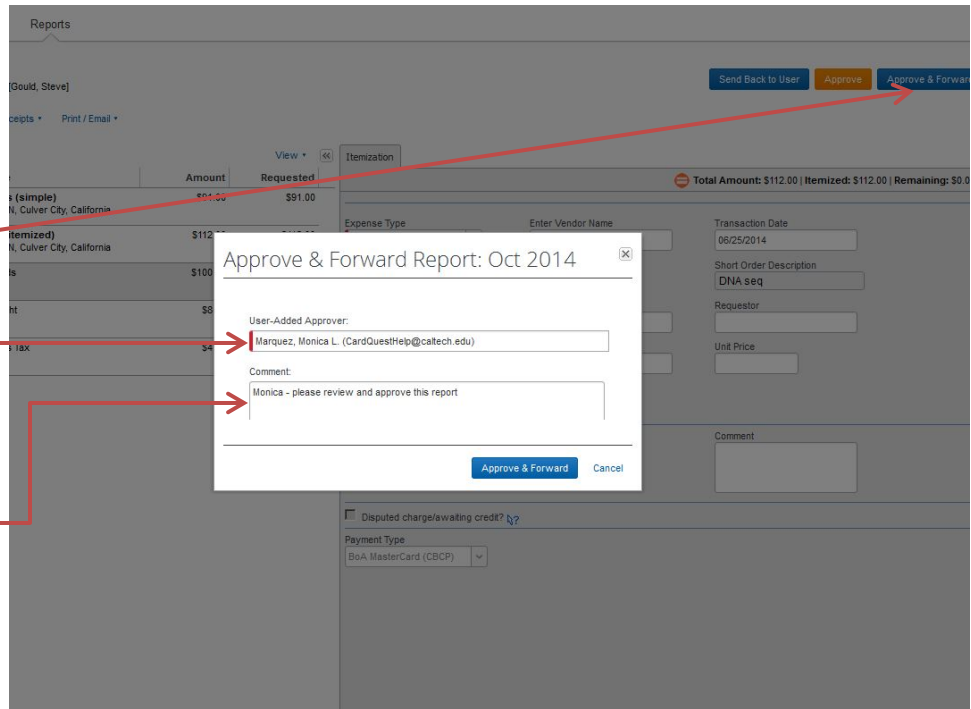 Reports
[Gould, Steve]
Send Back to User
Approve
Approve & Forward
Print / Email
View
Itemization
Amount Requested
Total Amount: $112.00 | Itemized: $112.00 | Remaining: $0.0
(simple) $91.00 $91.00
N, Culver City, California
Expense Type
Enter Vendor Name
Transaction Date
06/25/2014
$112
N, Culver City, California
Short Order Description
DNA seq
$100
Requestor
$8
Unit Price
Tax $4
Approve & Forward Report: Oct 2014
User-Added Approver:
Marquez, Monica L. (CardQuestHelp@caltech.edu)
Comment:
Monica - please review and approve this report
Approve & Forward
Cancel
Comment
Disputed charge/awaiting credit?
Payment Type
BoA MasterCard (CBCP)